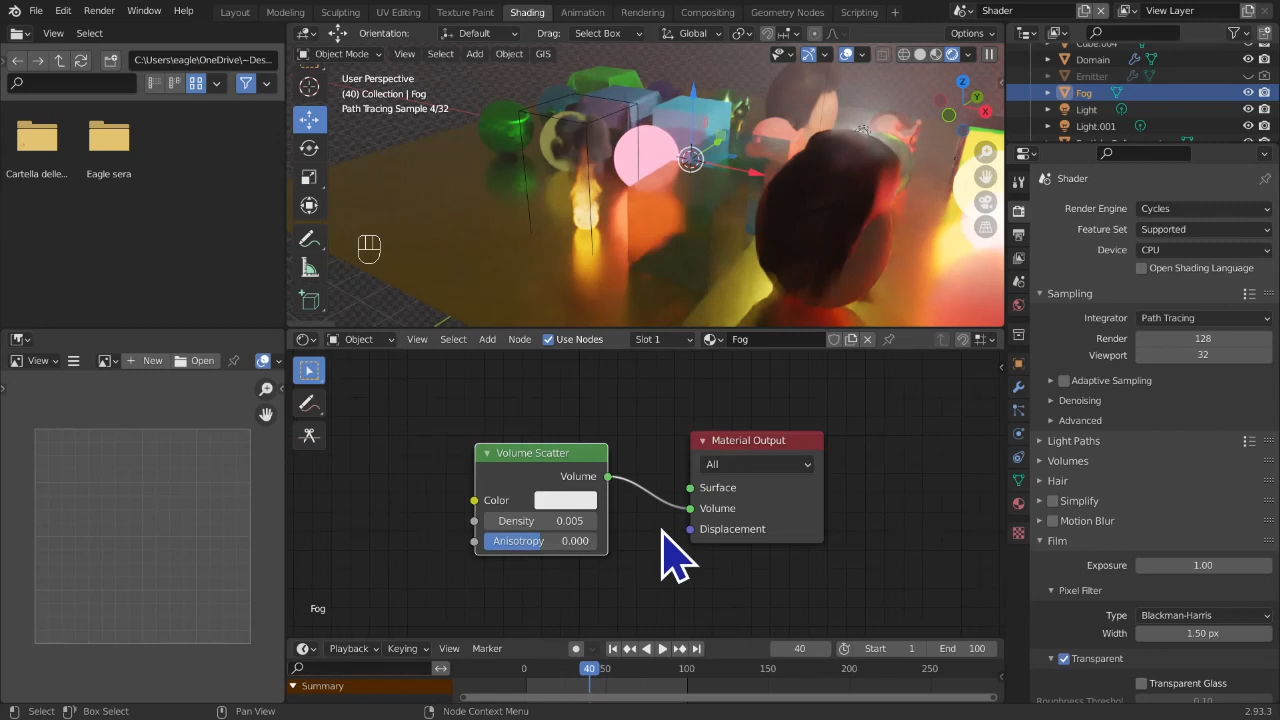 File Edit Render Window Help
Layout Modeling Sculpting UV Editing Texture Paint Shading Animation Rendering Compositing Geometry Nodes Scripting +
Shader
View Layer
View Select
C:\Users\eagle\OneDrive\~Des...
Cartella delle...
Eagle sera
Orientation: Default Drag: Select Box Global Options
Object Mode View Select Add Object GIS
User Perspective
(40) Collection | Fog
Path Tracing Sample 4/32
Z
Y
X
Domain
Emitter
Fog
Light
Light.001
Shader
Render Engine Cycles
Feature Set Supported
Device CPU
Open Shading Language
Sampling
Integrator Path Tracing
Render 128
Viewport 32
Adaptive Sampling
Denoising
Advanced
Light Paths
Volumes
Hair
Simplify
Motion Blur
Film
Exposure 1.00
Pixel Filter
Type Blackman-Harris
Width 1.50 px
Transparent
Transparent Glass
View New Open
Object View Select Add Node Use Nodes Slot 1 Fog
Volume Scatter
Volume
Color
Density 0.005
Anisotropy 0.000
Material Output
All
Surface
Volume
Displacement
Fog
Playback Keying View Marker 40 Start 1 End 100
0 40 50 100 150 200 250
Summary
Select Box Select Pan View Node Context Menu 2.93.3